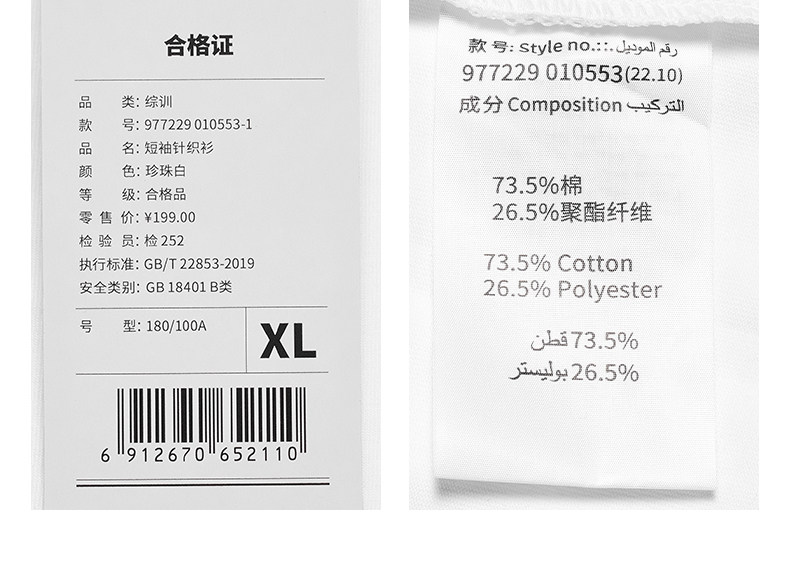 合格证
品 类: 综训
款 号: 977229 010553-1
品 名: 短袖针织衫
颜 色: 珍珠白
等 级: 合格品
零 售 价: ¥199.00
检 验 员: 检 252
执行标准: GB/T 22853-2019
安全类别: GB 18401 B类
号 型: 180/100A
XL
6 912670 652110
款 号: Style no.::. رقم الموديل
977229 010553(22.10)
成分 Composition التركيب
73.5%棉
26.5%聚酯纤维
73.5% Cotton
26.5% Polyester
قطن 73.5%
بوليستر 26.5%